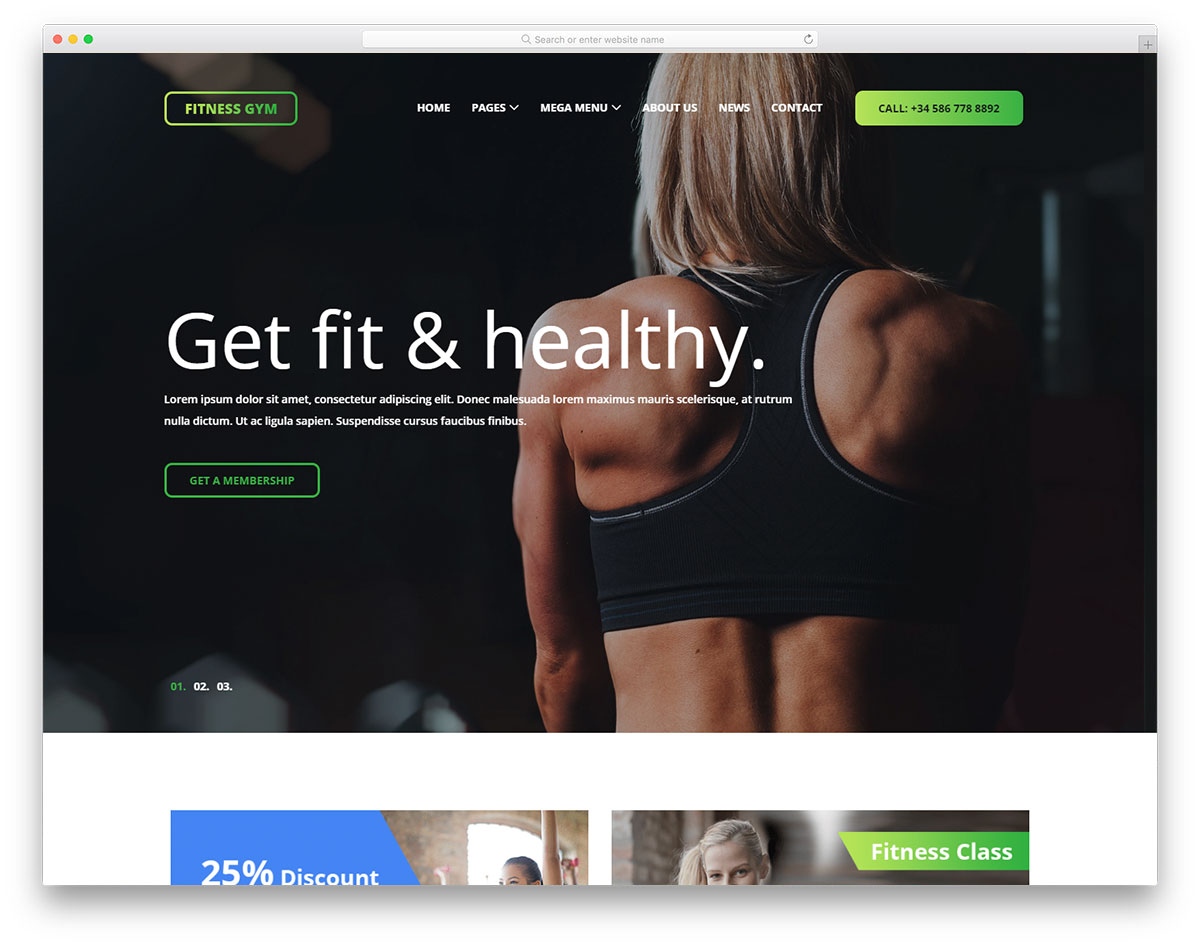 Search or enter website name
FITNESS GYM
HOME PAGES MEGA MENU ABOUT US NEWS CONTACT
CALL: +34 586 778 8892
Get fit & healthy.
Lorem ipsum dolor sit amet, consectetur adipiscing elit. Donec malesuada lorem maximus mauris scelerisque, at rutrum
nulla dictum. Ut ac ligula sapien. Suspendisse cursus faucibus finibus.
GET A MEMBERSHIP
01. 02. 03.
25% Discount
Fitness Class